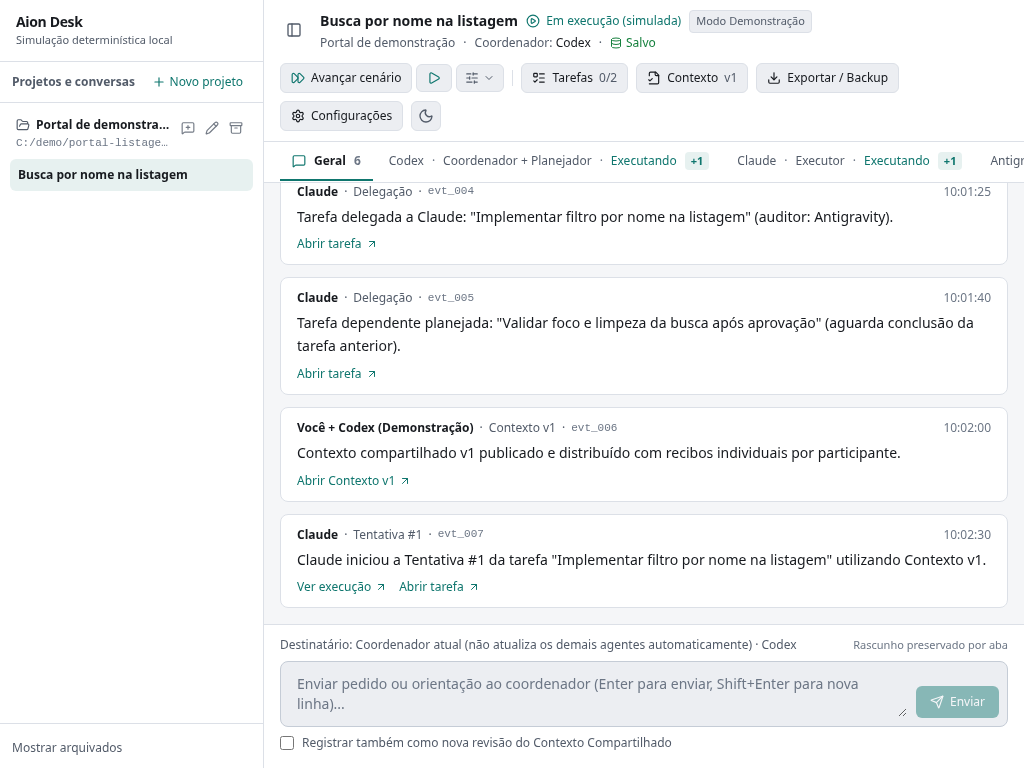 Aion Desk
Simulação determinística local
Projetos e conversas
Novo projeto
Portal de demonstra...
C:/demo/portal-listage…
Busca por nome na listagem
Mostrar arquivados
Busca por nome na listagem
Em execução (simulada)
Modo Demonstração
Portal de demonstração · Coordenador: Codex · Salvo
Avançar cenário
Tarefas 0/2
Contexto v1
Exportar / Backup
Configurações
Geral 6
Codex · Coordenador + Planejador · Executando +1
Claude · Executor · Executando +1
Antigr
Claude · Delegação · evt_004 10:01:25
Tarefa delegada a Claude: "Implementar filtro por nome na listagem" (auditor: Antigravity).
Abrir tarefa
Claude · Delegação · evt_005 10:01:40
Tarefa dependente planejada: "Validar foco e limpeza da busca após aprovação" (aguarda conclusão da
tarefa anterior).
Abrir tarefa
Você + Codex (Demonstração) · Contexto v1 · evt_006 10:02:00
Contexto compartilhado v1 publicado e distribuído com recibos individuais por participante.
Abrir Contexto v1
Claude · Tentativa #1 · evt_007 10:02:30
Claude iniciou a Tentativa #1 da tarefa "Implementar filtro por nome na listagem" utilizando Contexto v1.
Ver execução Abrir tarefa
Destinatário: Coordenador atual (não atualiza os demais agentes automaticamente) · Codex
Rascunho preservado por aba
Enviar pedido ou orientação ao coordenador (Enter para enviar, Shift+Enter para nova
linha)...
Enviar
Registrar também como nova revisão do Contexto Compartilhado